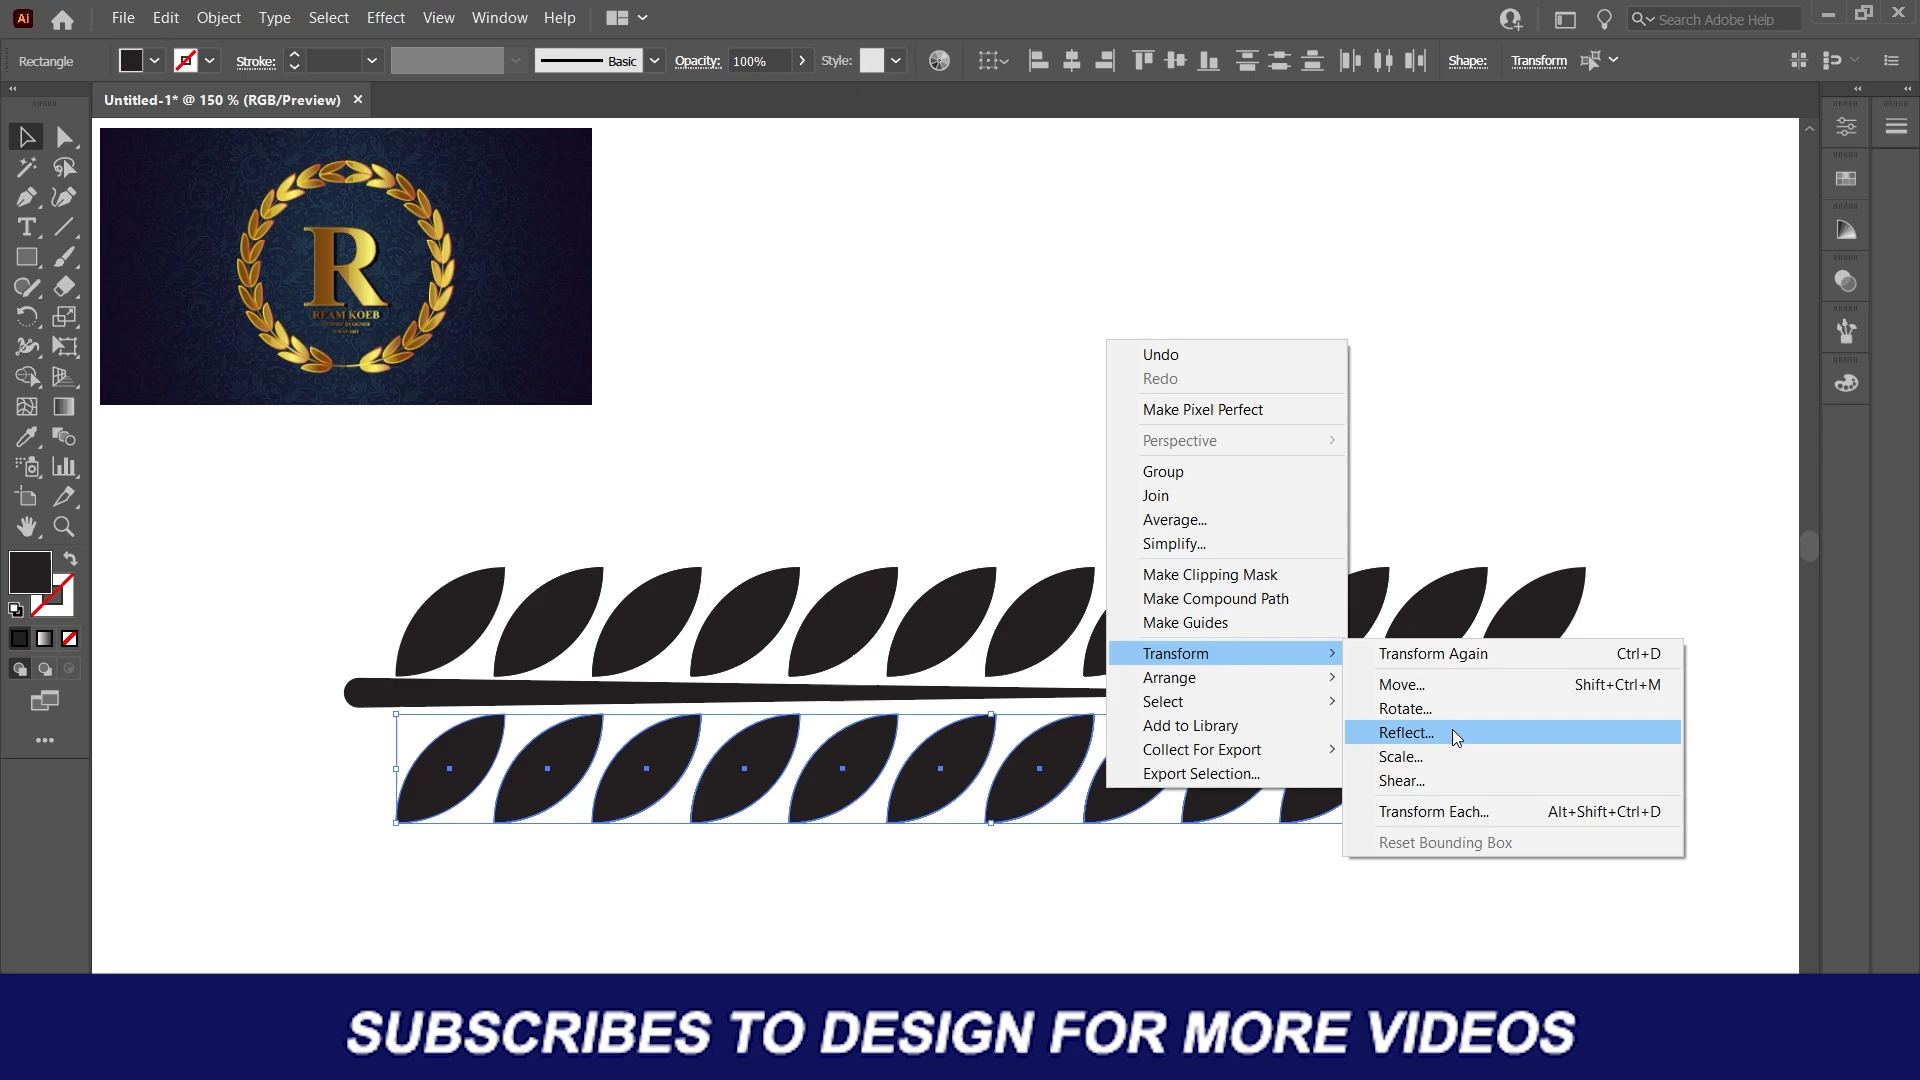 Ai
File Edit Object Type Select Effect View Window Help
Search Adobe Help
Rectangle Stroke: Basic Opacity: 100% Style: Shape: Transform
Untitled-1* @ 150 % (RGB/Preview) ×
R
REAM KOEB
Undo
Redo
Make Pixel Perfect
Perspective
Group
Join
Average...
Simplify...
Make Clipping Mask
Make Compound Path
Make Guides
Transform
Arrange
Select
Add to Library
Collect For Export
Export Selection...
Transform Again Ctrl+D
Move... Shift+Ctrl+M
Rotate...
Reflect...
Scale...
Shear...
Transform Each... Alt+Shift+Ctrl+D
Reset Bounding Box
SUBSCRIBES TO DESIGN FOR MORE VIDEOS